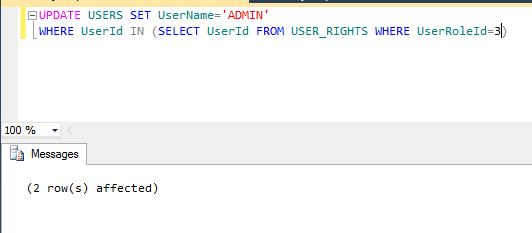 UPDATE USERS SET UserName='ADMIN'
WHERE UserId IN (SELECT UserId FROM USER_RIGHTS WHERE UserRoleId=3)
100 %
Messages
(2 row(s) affected)